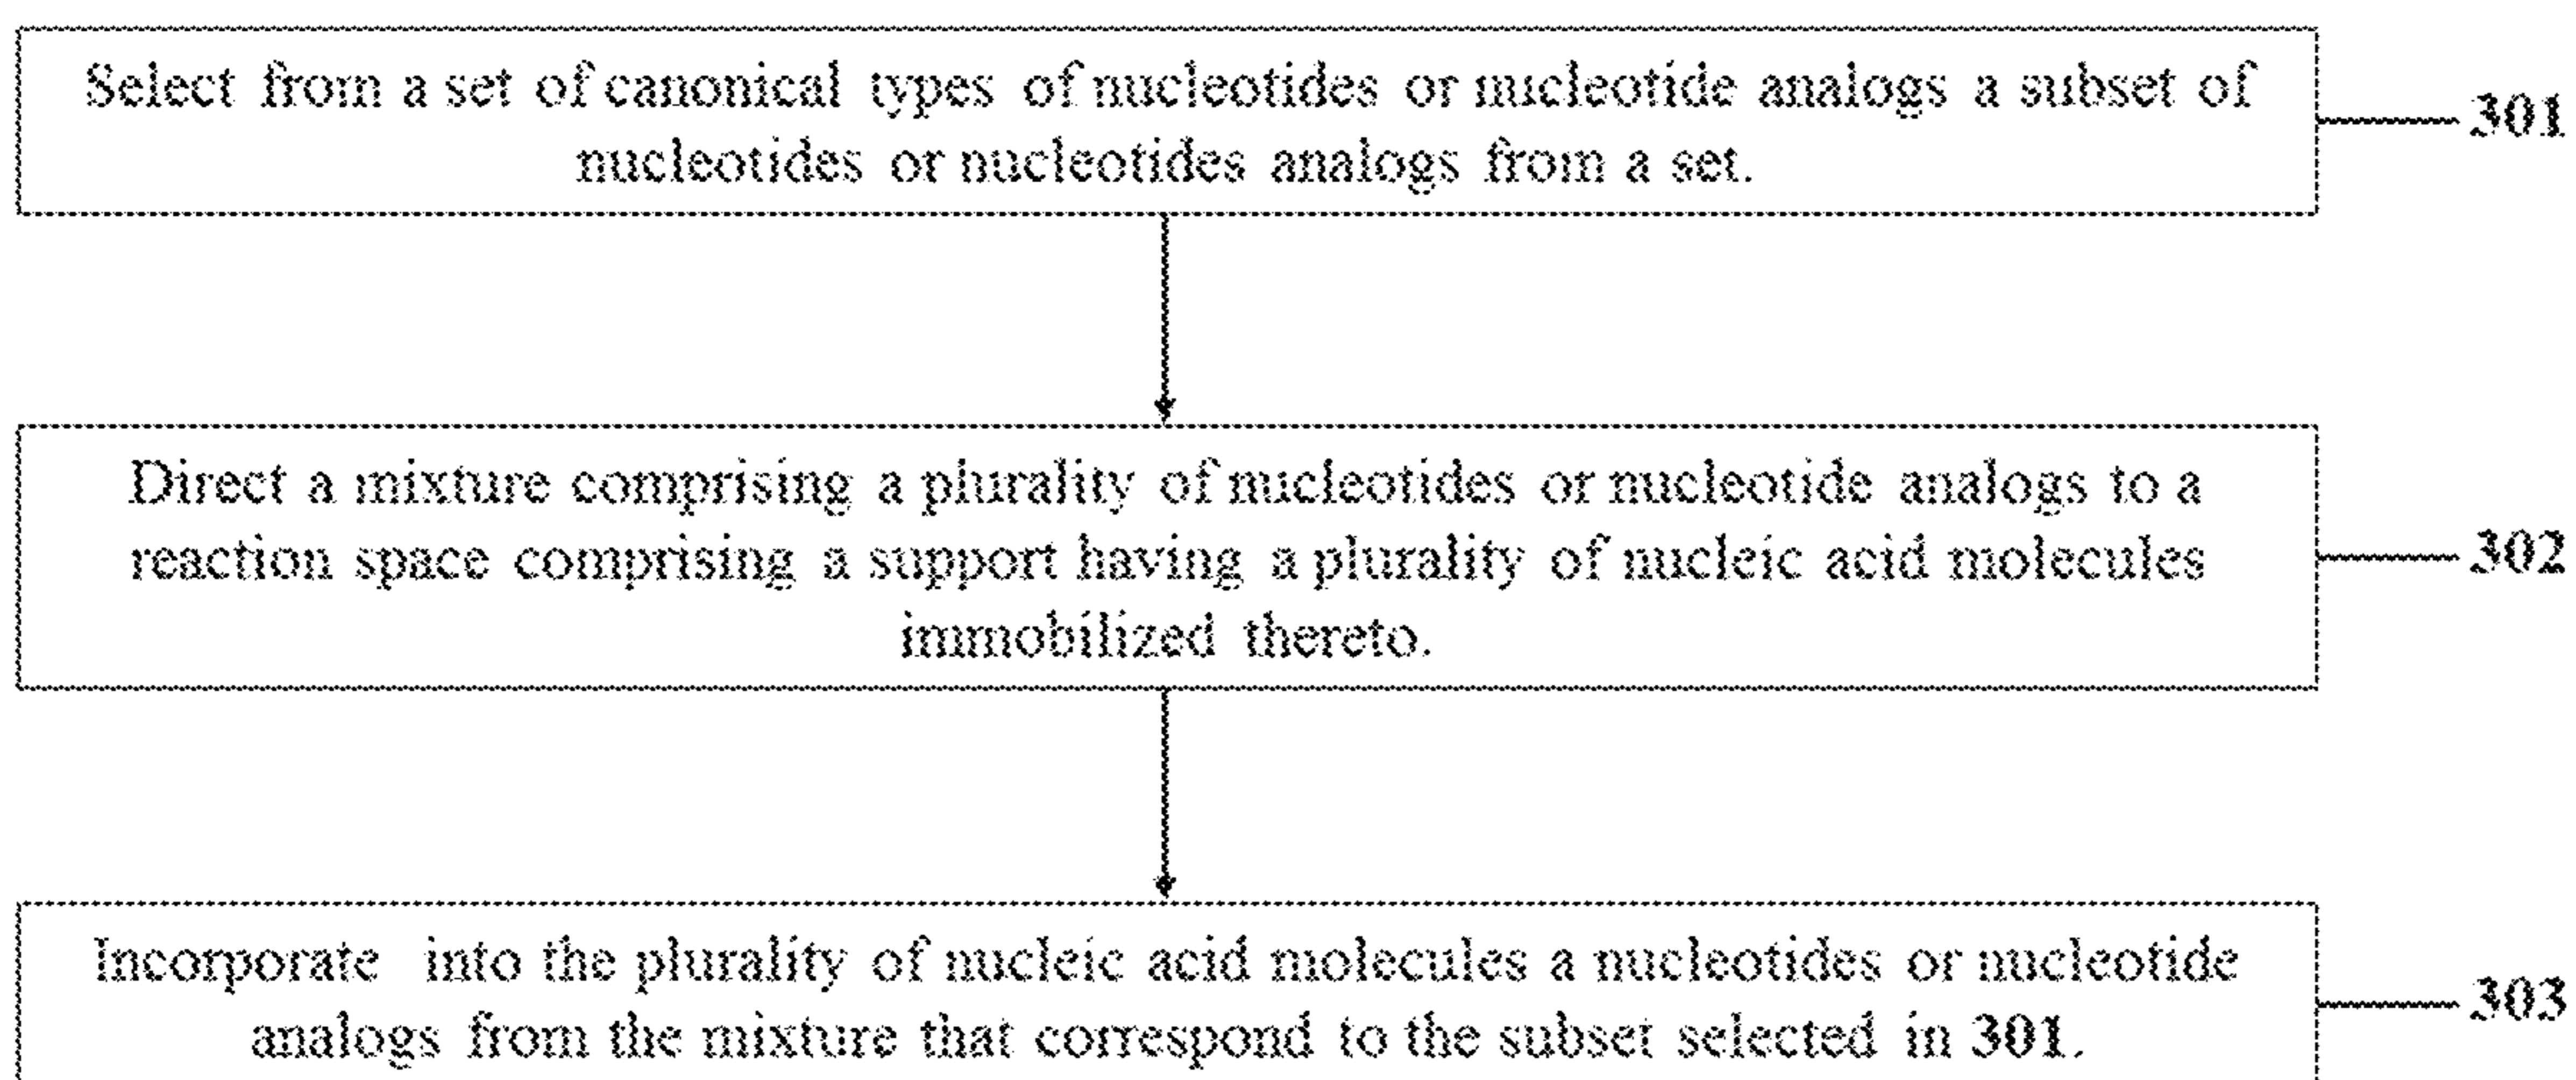 Select from a set of canonical types of nucleotides or nucleotide analogs a subset of
nucleotides or nucleotides analogs from a set.
301
Direct a mixture comprising a plurality of nucleotides or nucleotide analogs to a
reaction space comprising a support having a plurality of nucleic acid molecules
immobilized thereto.
302
Incorporate into the plurality of nucleic acid molecules a nucleotides or nucleotide
analogs from the mixture that correspond to the subset selected in 301.
303